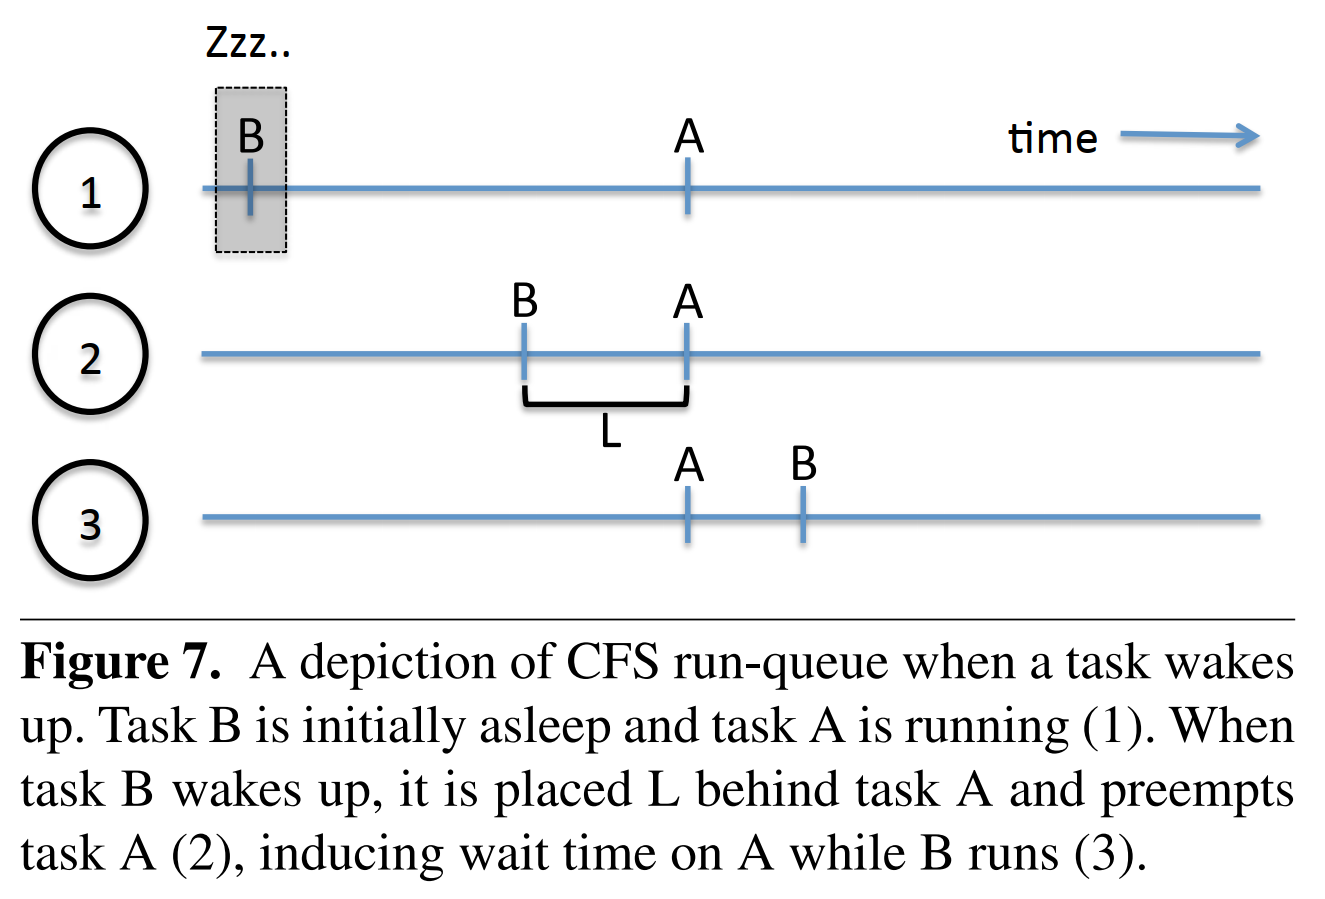 Zzz..
B
A
time
1
B
A
2
L
A
B
3
Figure 7. A depiction of CFS run-queue when a task wakes
up. Task B is initially asleep and task A is running (1). When
task B wakes up, it is placed L behind task A and preempts
task A (2), inducing wait time on A while B runs (3).